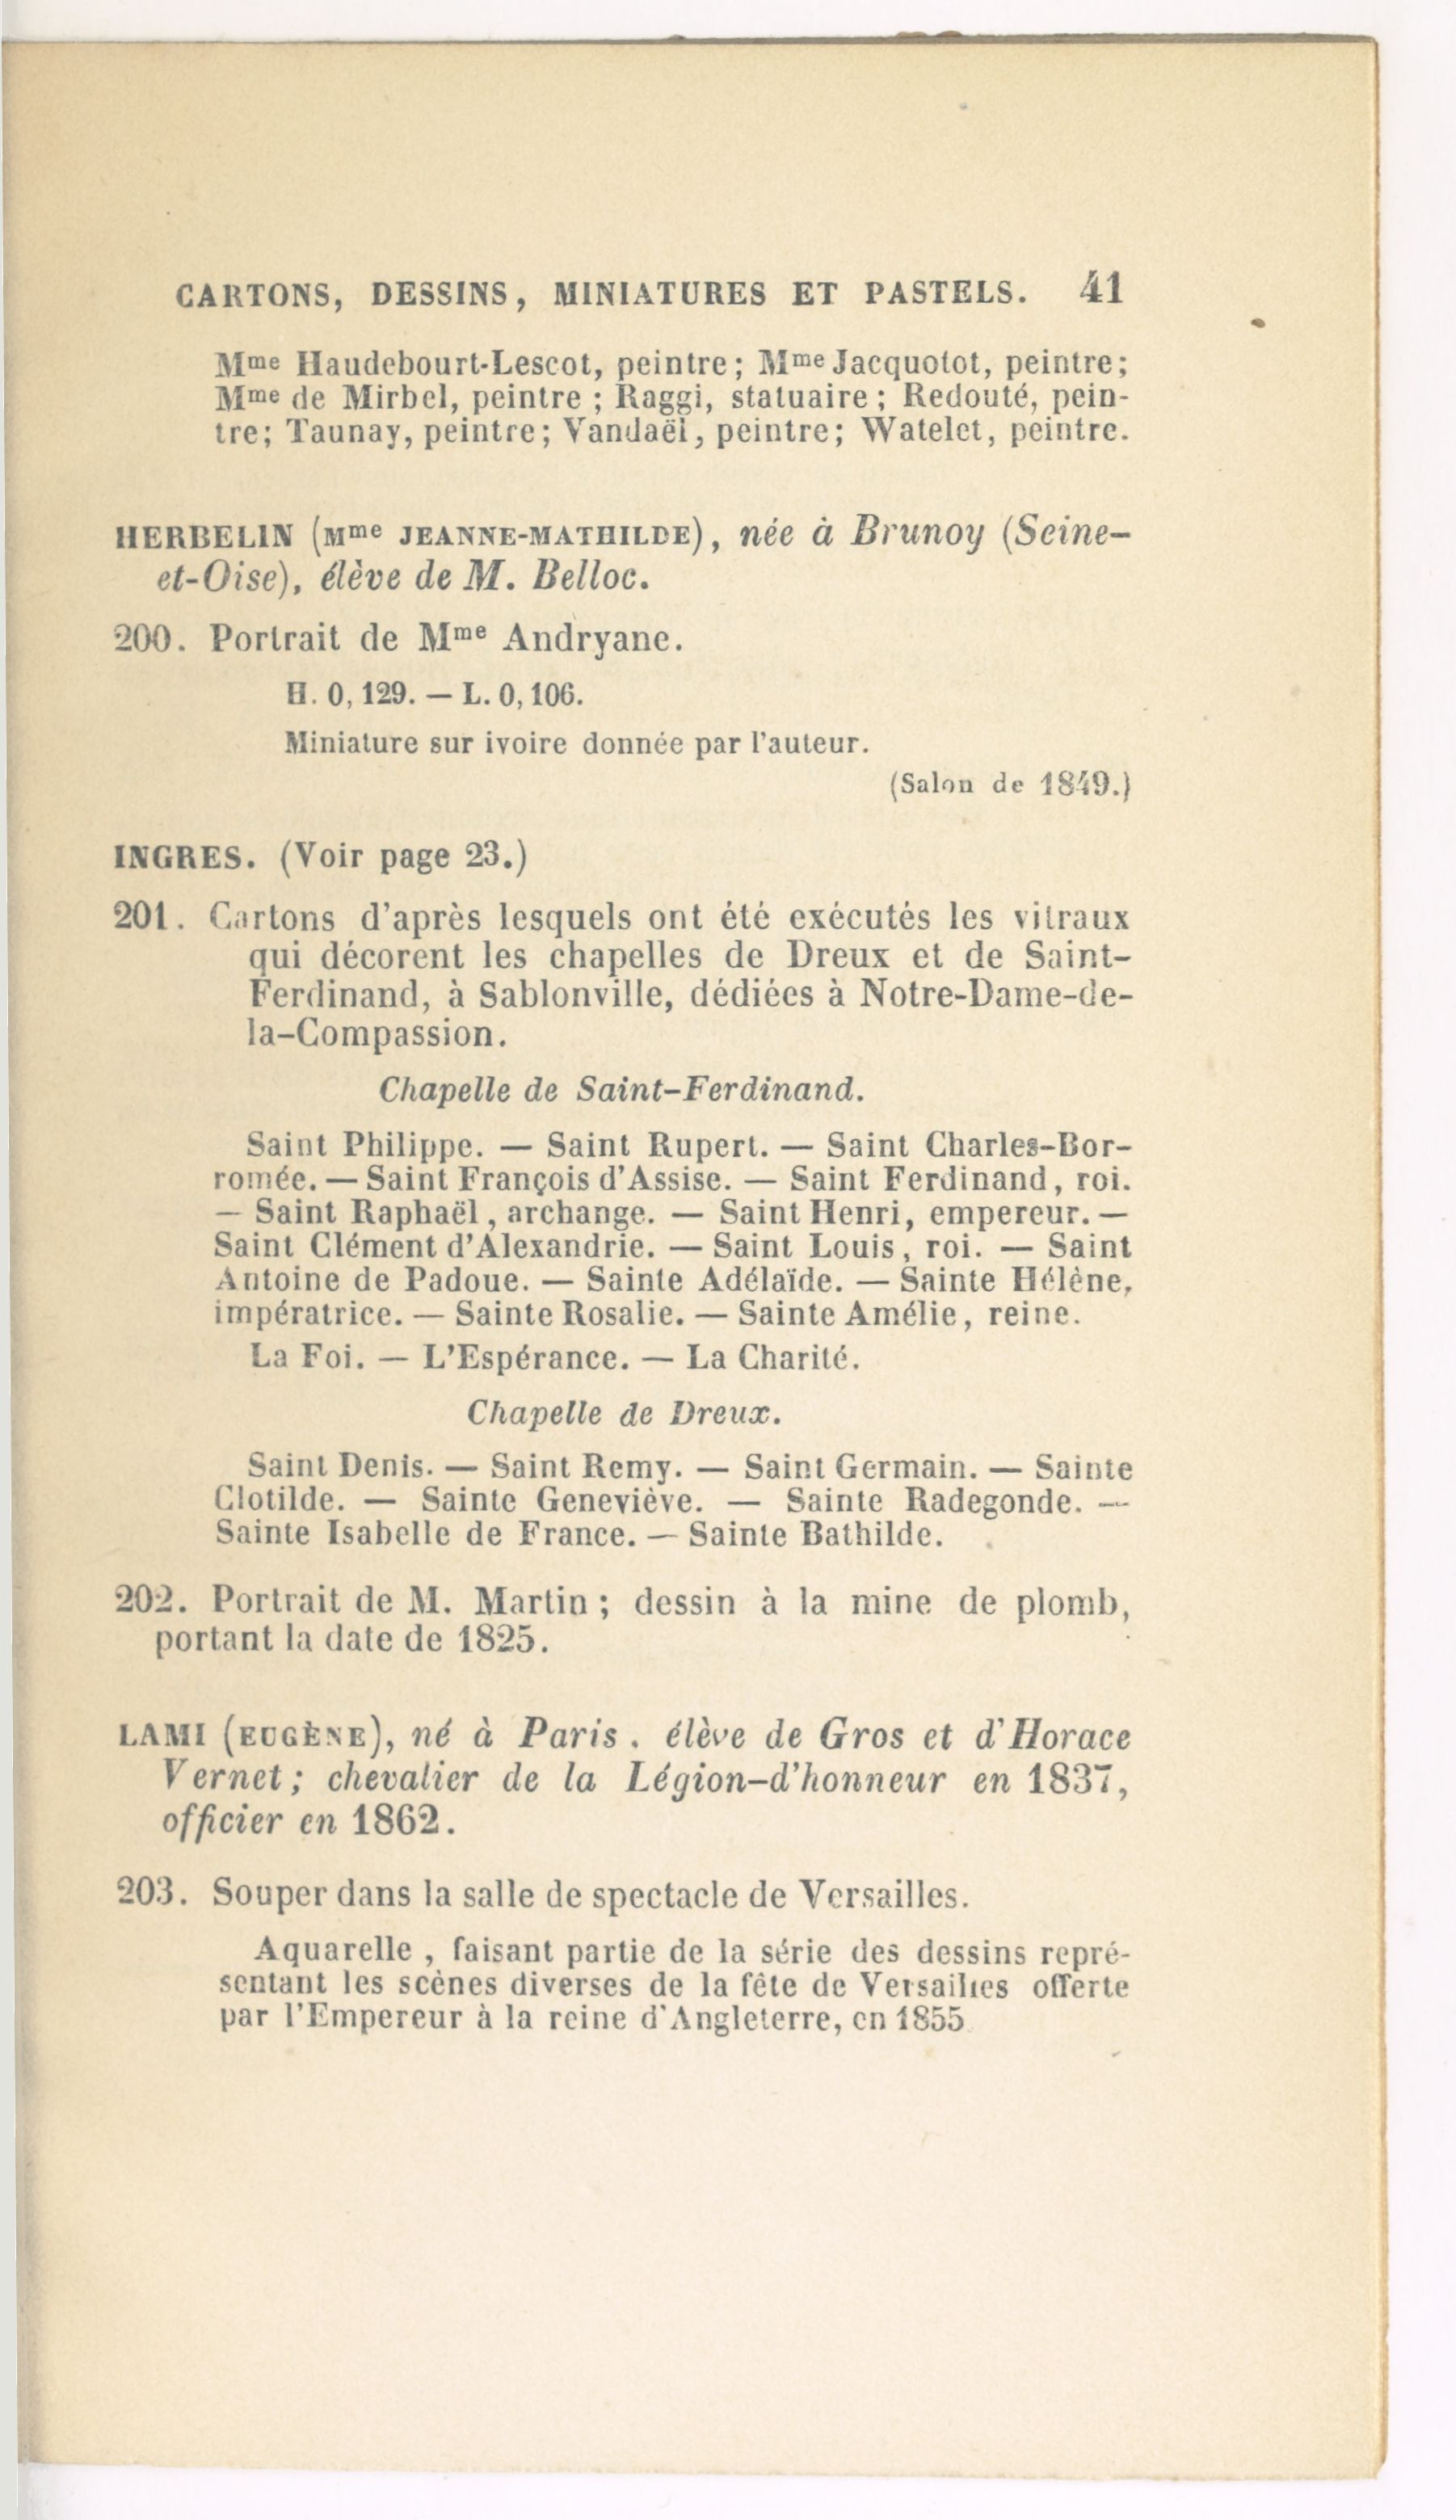 CARTONS, DESSINS, MINIATURES ET PASTELS. 41
Mme Haudebourt-Lescot, peintre; Mme Jacquotot, peintre;
Mme de Mirbel, peintre ; Raggi, statuaire ; Redouté, pein-
tre; Taunay, peintre; Vandaël, peintre; Watelet, peintre.
HERBELIN (Mme JEANNE-MATHILDE), née à Brunoy (Seine-
et-Oise), élève de M. Belloc.
200. Portrait de Mme Andryane.
H. 0,129. — L. 0,106.
Miniature sur ivoire donnée par l'auteur.
(Salon de 1849.)
INGRES. (Voir page 23.)
201. Cartons d'après lesquels ont été exécutés les vitraux
qui décorent les chapelles de Dreux et de Saint-
Ferdinand, à Sablonville, dédiées à Notre-Dame-de-
la-Compassion.
Chapelle de Saint-Ferdinand.
Saint Philippe. — Saint Rupert. — Saint Charles-Bor-
romée. — Saint François d'Assise. — Saint Ferdinand, roi.
— Saint Raphaël, archange. — Saint Henri, empereur. —
Saint Clément d'Alexandrie. — Saint Louis, roi. — Saint
Antoine de Padoue. — Sainte Adélaïde. — Sainte Hélène,
impératrice. — Sainte Rosalie. — Sainte Amélie, reine.
La Foi. — L'Espérance. — La Charité.
Chapelle de Dreux.
Saint Denis. — Saint Remy. — Saint Germain. — Sainte
Clotilde. — Sainte Geneviève. — Sainte Radegonde. —
Sainte Isabelle de France. — Sainte Bathilde.
202. Portrait de M. Martin ; dessin à la mine de plomb,
portant la date de 1825.
LAMI (EUGÈNE), né à Paris. élève de Gros et d'Horace
Vernet ; chevalier de la Légion-d'honneur en 1837,
officier en 1862.
203. Souper dans la salle de spectacle de Versailles.
Aquarelle , faisant partie de la série des dessins repré-
sentant les scènes diverses de la fête de Versailles offerte
par l'Empereur à la reine d'Angleterre, en 1855